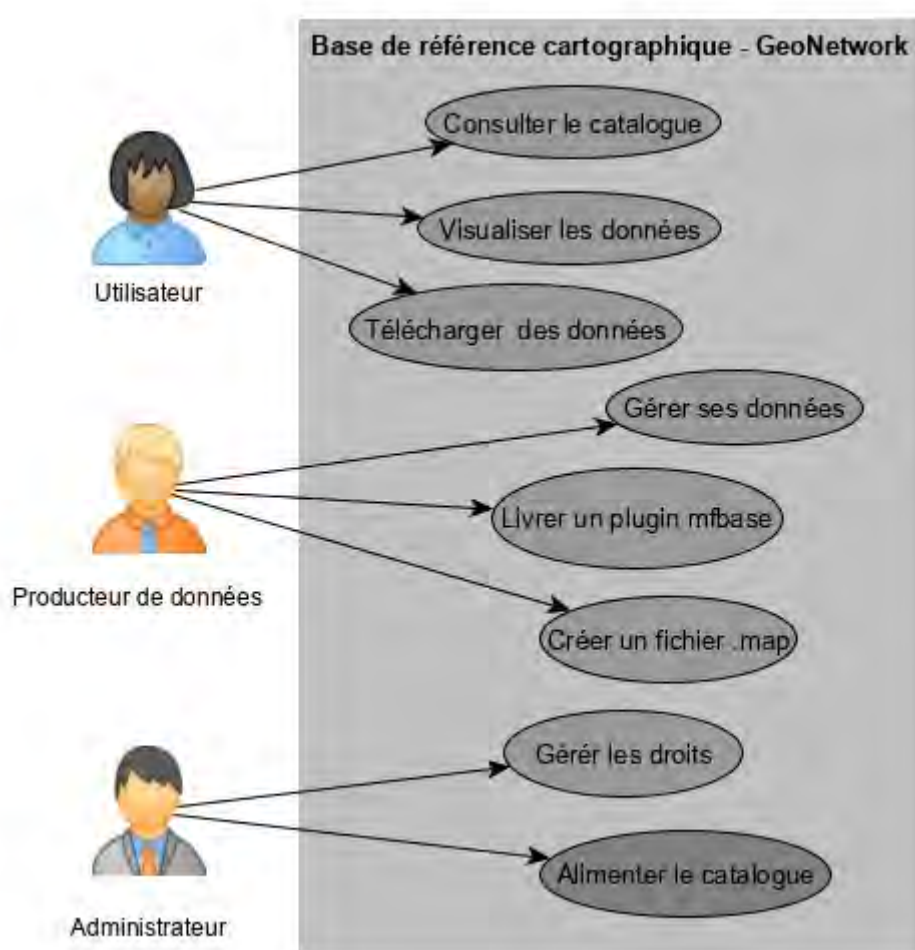 Base de référence cartographique - GeoNetwork
Consulter le catalogue
Visualiser les données
Utilisateur
Télécharger des données
Gérer ses données
Livrer un plugin mfbase
Producteur de données
Créer un fichier .map
Gérér les droits
Alimenter le catalogue
Administrateur